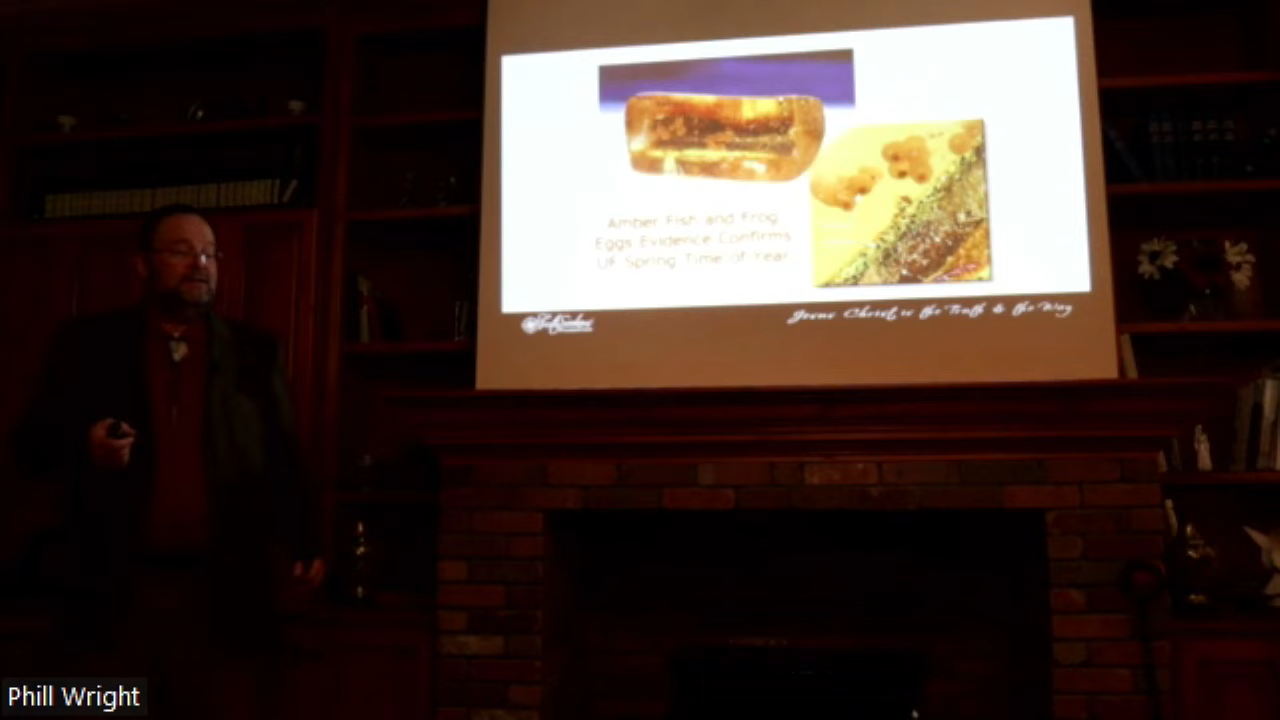 Amber Fish and Frog
Eggs Evidence Confirms
UF Spring Time of Year
Jesus Christ is the Truth & the Way
Phill Wright